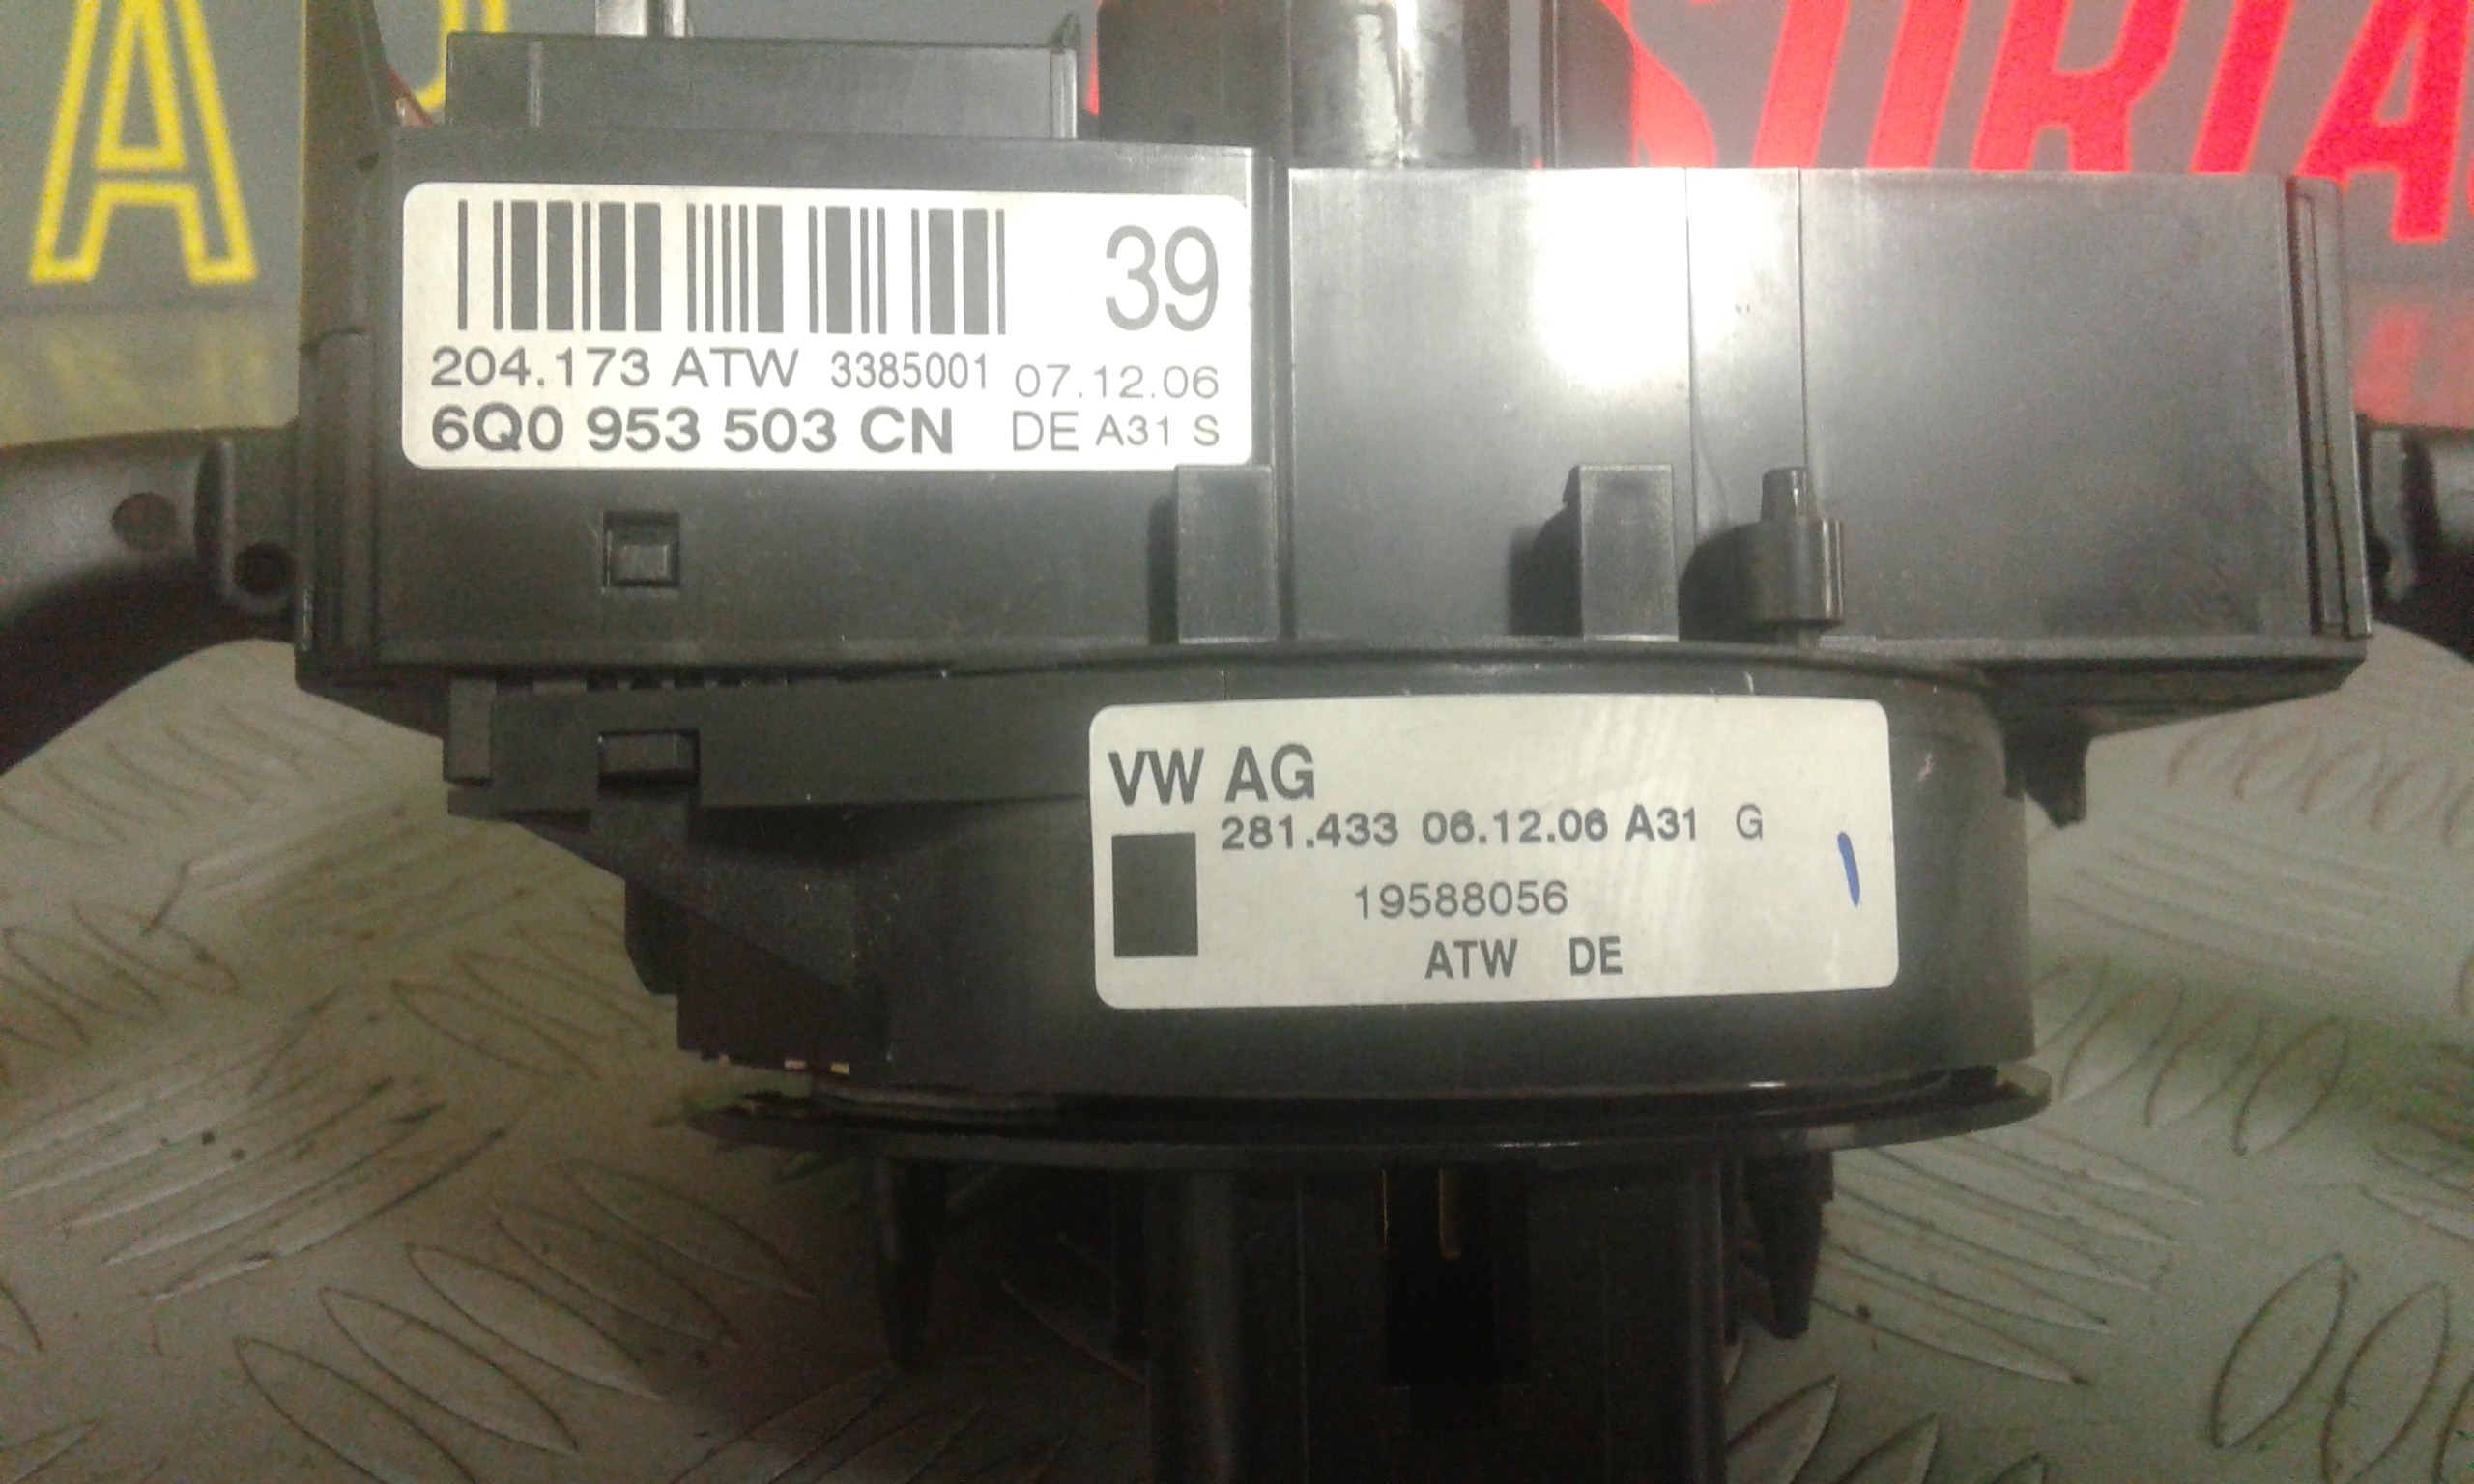 39
204.173 ATW 3385001 07.12.06
6Q0 953 503 CN DE A31 S
VW AG
281.433 06.12.06 A31 G
19588056
ATW DE